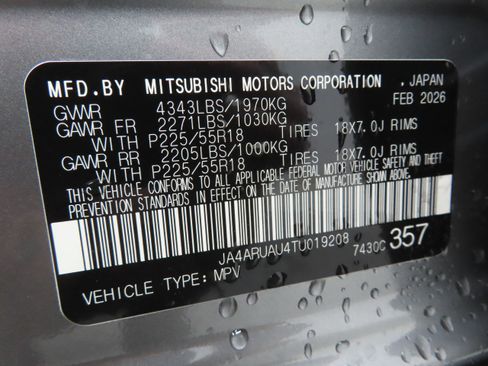 MFD.BY MITSUBISHI MOTORS CORPORATION , JAPAN
GVWR 4343LBS/1970KG FEB 2026
GAWR FR 2271LBS/1030KG
WITH P225/55R18 TIRES 18X7.0J RIMS
GAWR RR 2205LBS/1000KG
WITH P225/55R18 TIRES 18X7.0J RIMS
THIS VEHICLE CONFORMS TO ALL APPLICABLE FEDERAL MOTOR VEHICLE SAFETY AND THEFT
PREVENTION STANDARDS IN EFFECT ON THE DATE OF MANUFACTURE SHOWN ABOVE.
JA4ARUAU4TU019208 7430C 357
VEHICLE TYPE: MPV